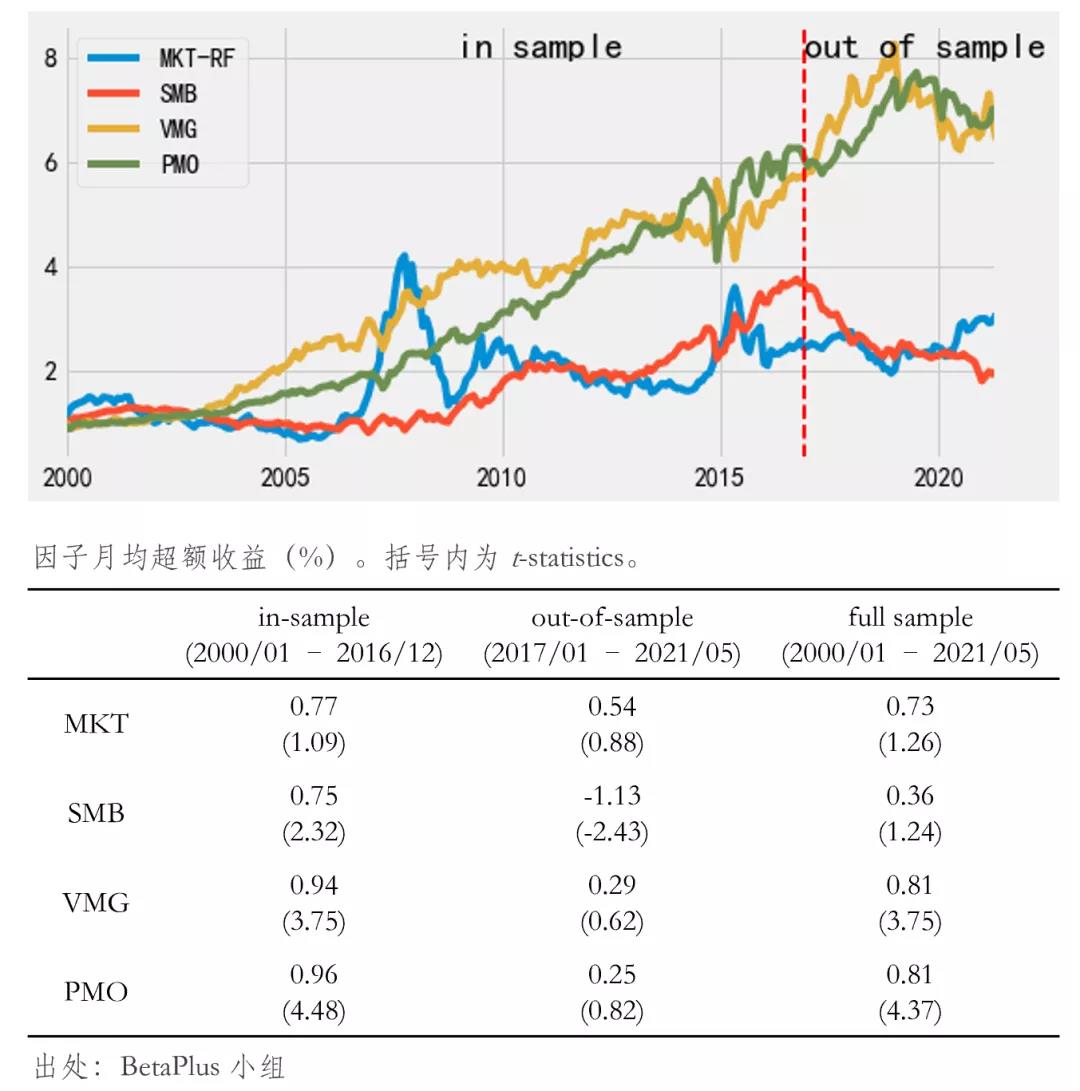 in sample
out of sample
MKT-RF
SMB
VMG
PMO
8
6
4
2
2000
2005
2010
2015
2020
因子月均超额收益（%）。括号内为 t-statistics。
in-sample out-of-sample full sample
(2000/01 – 2016/12) (2017/01 – 2021/05) (2000/01 – 2021/05)
MKT 0.77 0.54 0.73
(1.09) (0.88) (1.26)
SMB 0.75 -1.13 0.36
(2.32) (-2.43) (1.24)
VMG 0.94 0.29 0.81
(3.75) (0.62) (3.75)
PMO 0.96 0.25 0.81
(4.48) (0.82) (4.37)
出处：BetaPlus 小组